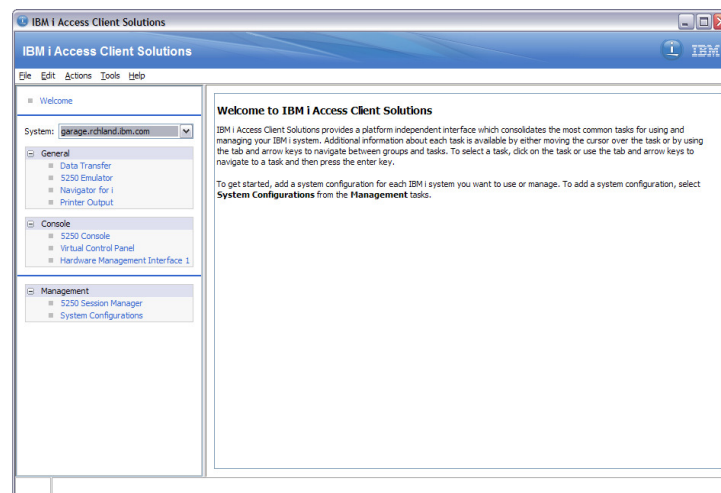 IBM i Access Client Solutions
IBM i Access Client Solutions
IBM
File Edit Actions Tools Help
Welcome
System: garage.rchland.ibm.com
General
Data Transfer
5250 Emulator
Navigator for i
Printer Output
Console
5250 Console
Virtual Control Panel
Hardware Management Interface 1
Management
5250 Session Manager
System Configurations
Welcome to IBM i Access Client Solutions
IBM i Access Client Solutions provides a platform independent interface which consolidates the most common tasks for using and
managing your IBM i system. Additional information about each task is available by either moving the cursor over the task or by using
the tab and arrow keys to navigate between groups and tasks. To select a task, click on the task or use the tab and arrow keys to
navigate to a task and then press the enter key.
To get started, add a system configuration for each IBM i system you want to use or manage. To add a system configuration, select
System Configurations from the Management tasks.